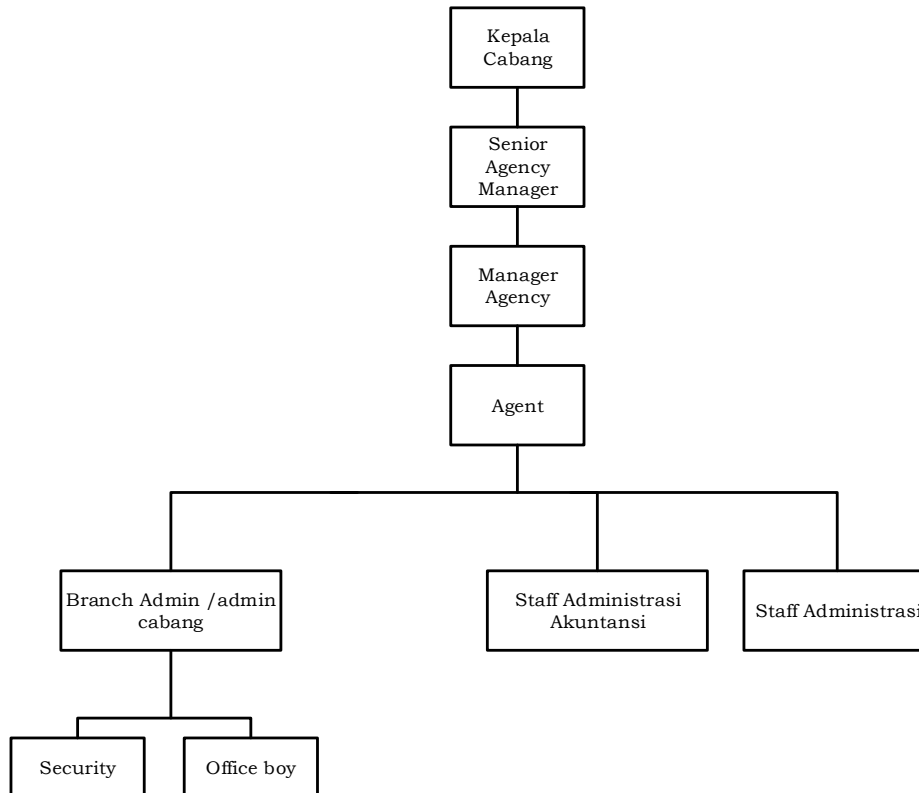 Kepala
Cabang
Senior
Agency
Manager
Manager
Agency
Agent
Branch Admin /admin
cabang
Staff Administrasi
Akuntansi
Staff Administrasi
Security
Office boy